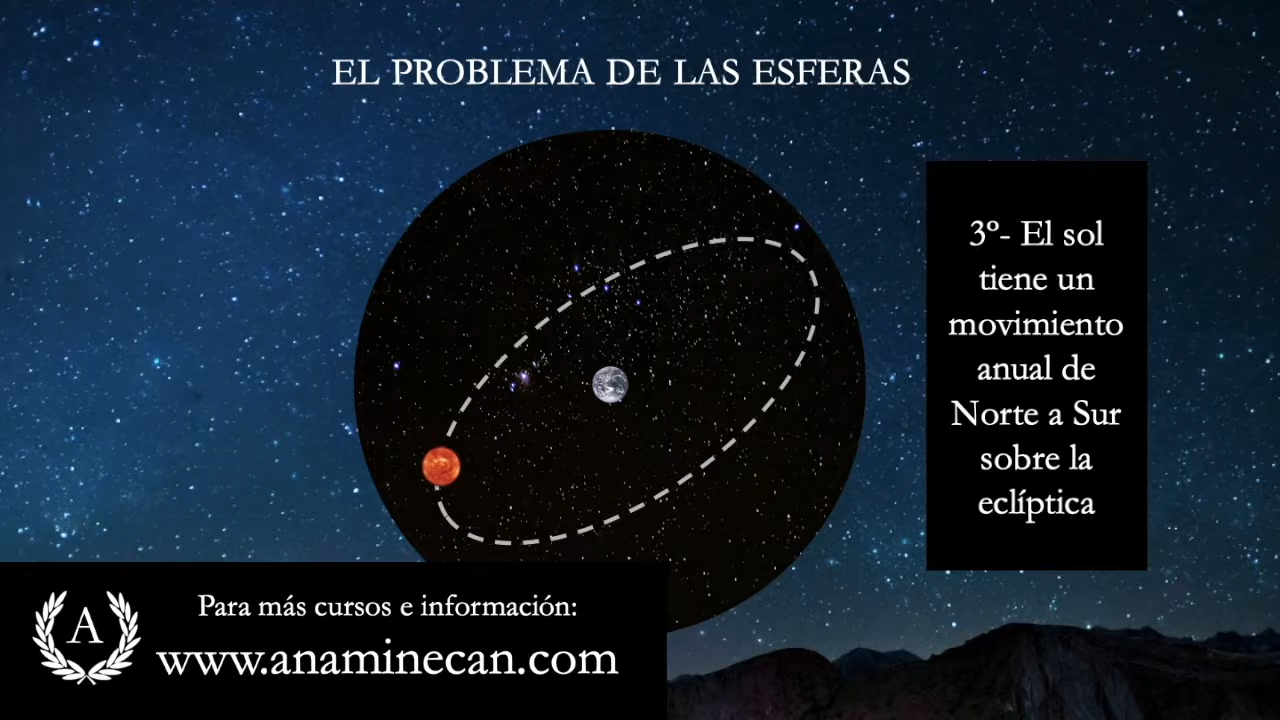 EL PROBLEMA DE LAS ESFERAS
3º- El sol
tiene un
movimiento
anual de
Norte a Sur
sobre la
eclíptica
A
Para más cursos e información:
www.anaminecan.com